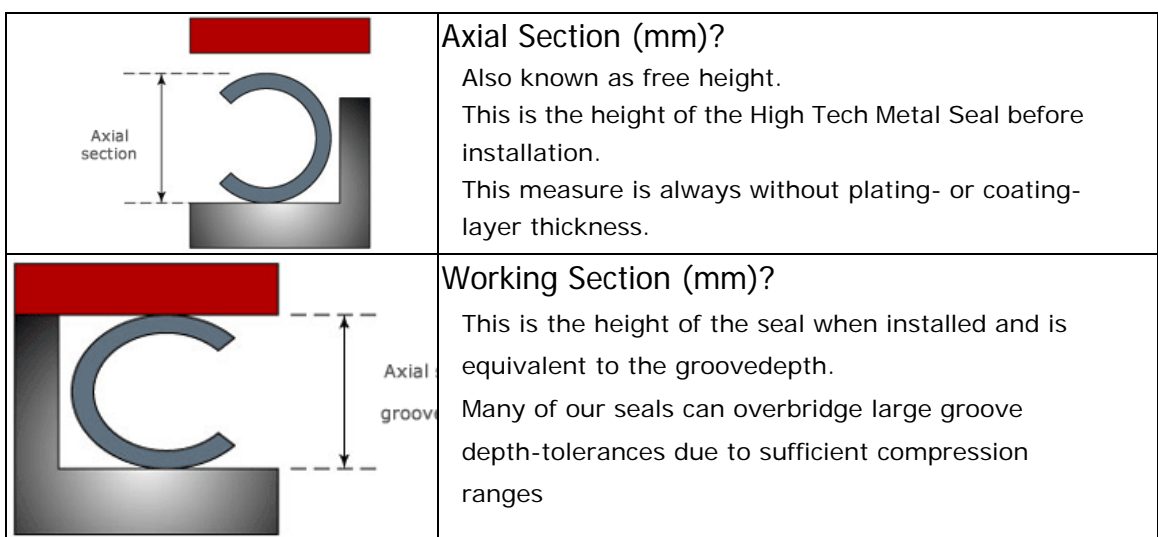 Axial Section (mm)?
Also known as free height.
This is the height of the High Tech Metal Seal before
installation.
This measure is always without plating- or coating-
layer thickness.
Axial
section
Working Section (mm)?
This is the height of the seal when installed and is
equivalent to the groovedepth.
Many of our seals can overbridge large groove
depth-tolerances due to sufficient compression
ranges
Axial